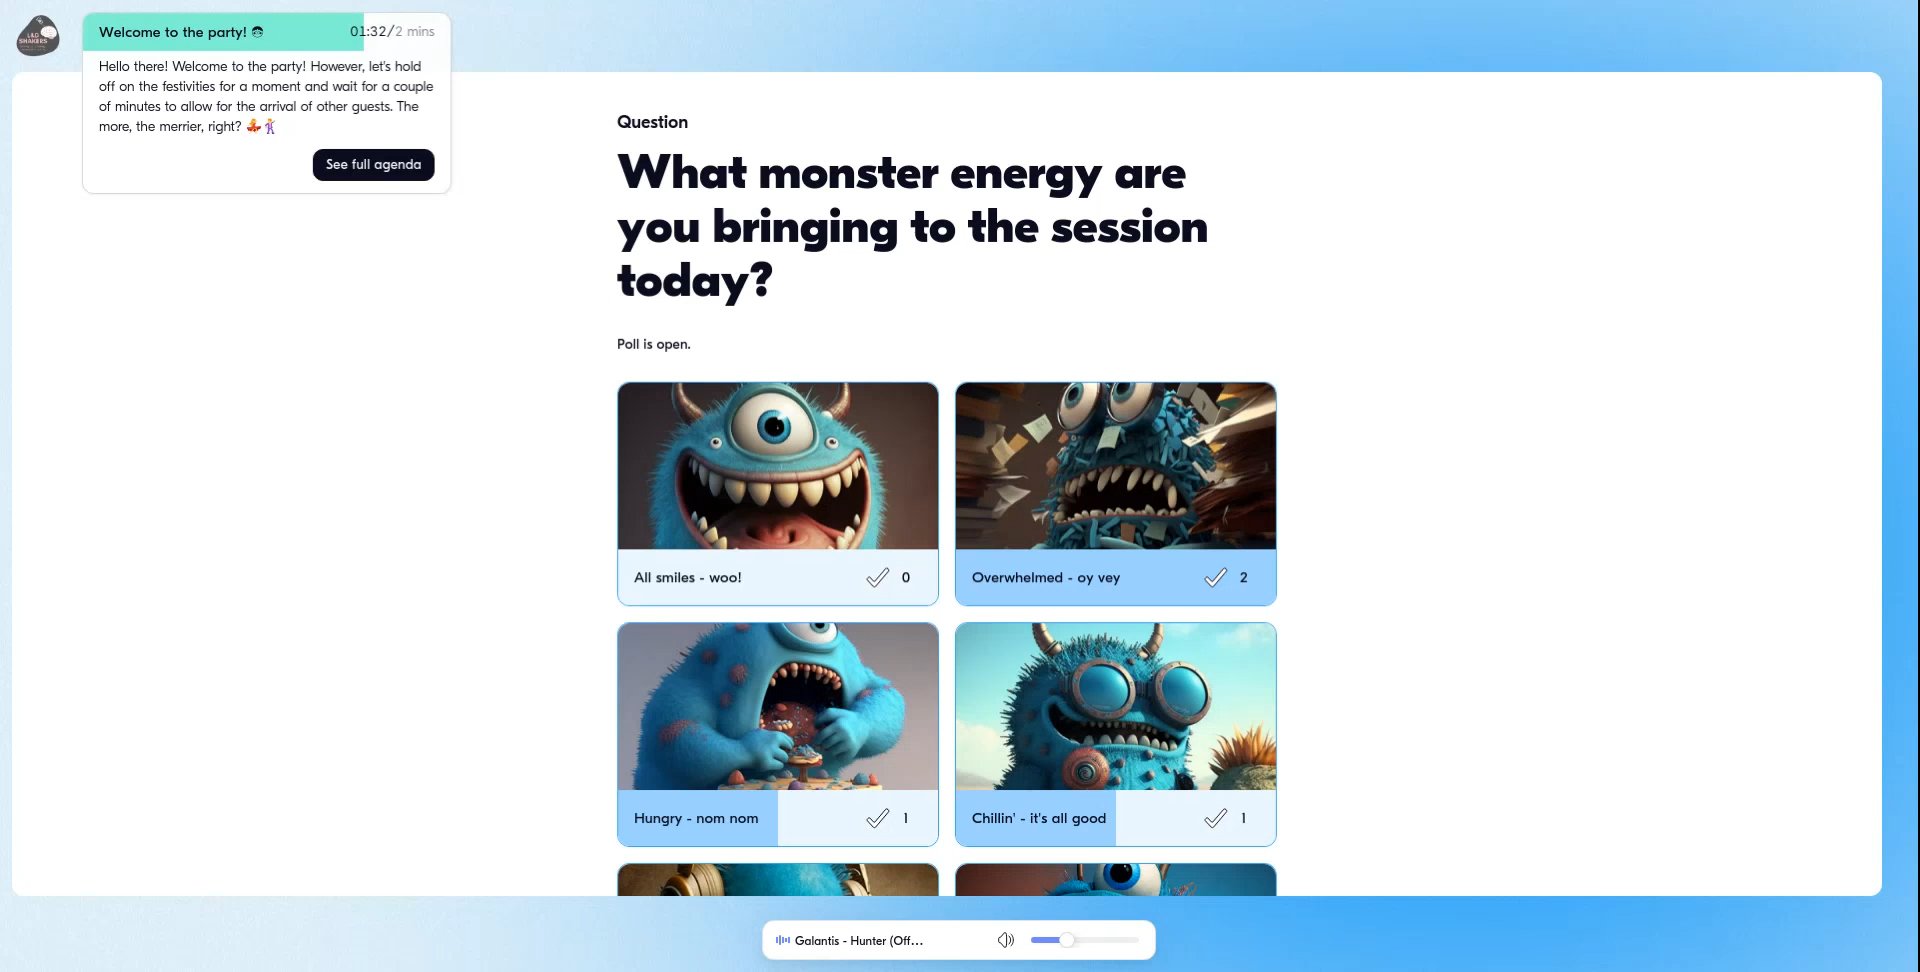 L&D
SHAKERS
Welcome to the party!
01:32/2 mins
Hello there! Welcome to the party! However, let's hold
off on the festivities for a moment and wait for a couple
of minutes to allow for the arrival of other guests. The
more, the merrier, right? 💃🕺
See full agenda
Question
What monster energy are
you bringing to the session
today?
Poll is open.
All smiles - woo!
0
Overwhelmed - oy vey
2
Hungry - nom nom
1
Chillin' - it's all good
1
Galantis - Hunter (Off...